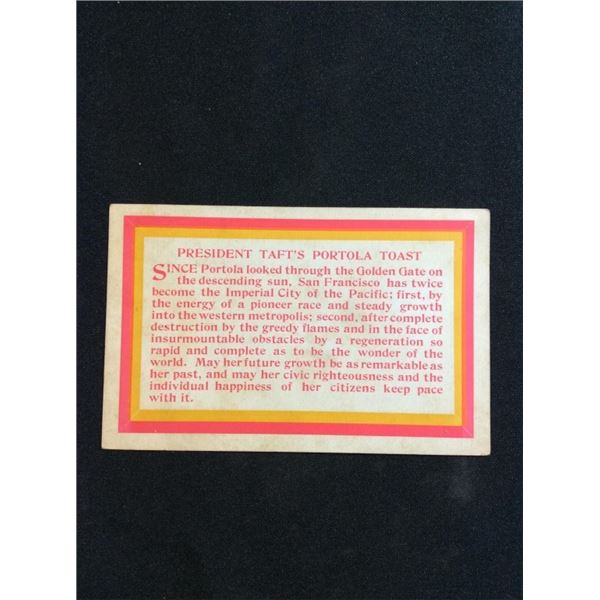 PRESIDENT TAFT'S PORTOLA TOAST
SINCE Portola looked through the Golden Gate on
the descending sun, San Francisco has twice
become the Imperial City of the Pacific; first, by
the energy of a pioneer race and steady growth
into the western metropolis; second, after complete
destruction by the greedy flames and in the face of
insurmountable obstacles by a regeneration so
rapid and complete as to be the wonder of the
world. May her future growth be as remarkable as
her past, and may her civic righteousness and the
individual happiness of her citizens keep pace
with it.